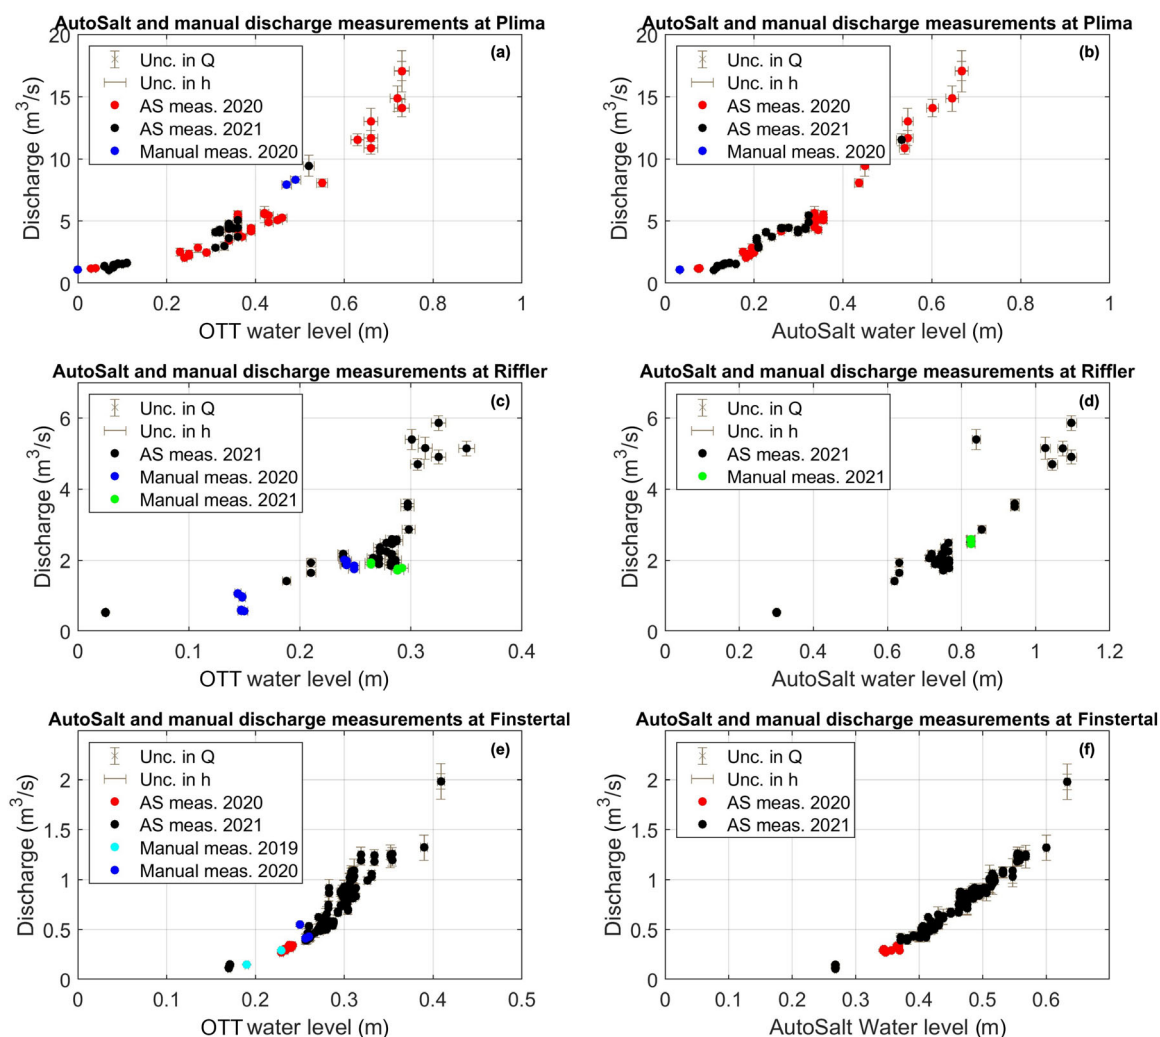 AutoSalt and manual discharge measurements at Plima
(a)
Unc. in Q
Unc. in h
AS meas. 2020
AS meas. 2021
Manual meas. 2020
Discharge (m³/s)
20
15
10
5
0
0 0.2 0.4 0.6 0.8 1
OTT water level (m)
AutoSalt and manual discharge measurements at Plima
(b)
Unc. in Q
Unc. in h
AS meas. 2020
AS meas. 2021
Manual meas. 2020
Discharge (m³/s)
20
15
10
5
0
0 0.2 0.4 0.6 0.8 1
AutoSalt water level (m)
AutoSalt and manual discharge measurements at Riffler
(c)
Unc. in Q
Unc. in h
AS meas. 2021
Manual meas. 2020
Manual meas. 2021
Discharge (m³/s)
6
4
2
0
0 0.1 0.2 0.3 0.4
OTT water level (m)
AutoSalt and manual discharge measurements at Riffler
(d)
Unc. in Q
Unc. in h
AS meas. 2021
Manual meas. 2021
Discharge (m³/s)
6
4
2
0
0 0.2 0.4 0.6 0.8 1 1.2
AutoSalt water level (m)
AutoSalt and manual discharge measurements at Finstertal
(e)
Unc. in Q
Unc. in h
AS meas. 2020
AS meas. 2021
Manual meas. 2019
Manual meas. 2020
Discharge (m³/s)
2
1.5
1
0.5
0
0 0.1 0.2 0.3 0.4 0.5
OTT water level (m)
AutoSalt and manual discharge measurements at Finstertal
(f)
Unc. in Q
Unc. in h
AS meas. 2020
AS meas. 2021
Discharge (m³/s)
2
1.5
1
0.5
0
0 0.1 0.2 0.3 0.4 0.5 0.6
AutoSalt Water level (m)